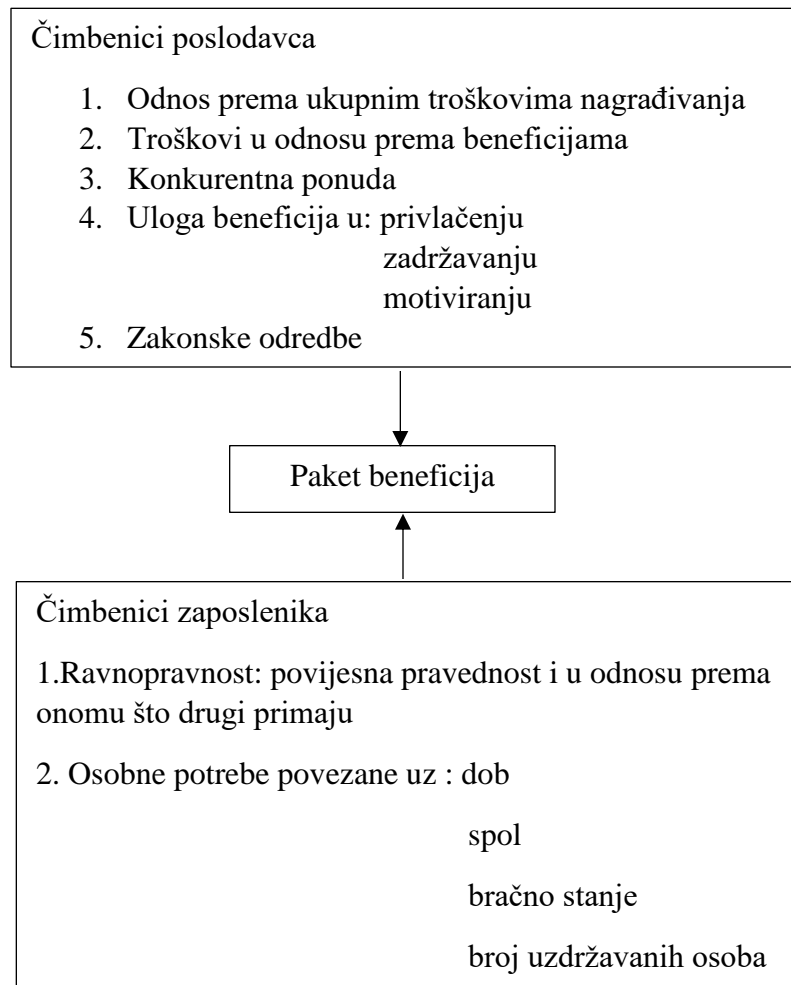 Čimbenici poslodavca
1. Odnos prema ukupnim troškovima nagrađivanja
2. Troškovi u odnosu prema beneficijama
3. Konkurentna ponuda
4. Uloga beneficija u: privlačenju
zadržavanju
motiviranju
5. Zakonske odredbe
Paket beneficija
Čimbenici zaposlenika
1.Ravnopravnost: povijesna pravednost i u odnosu prema
onomu što drugi primaju
2. Osobne potrebe povezane uz : dob
spol
bračno stanje
broj uzdržavanih osoba